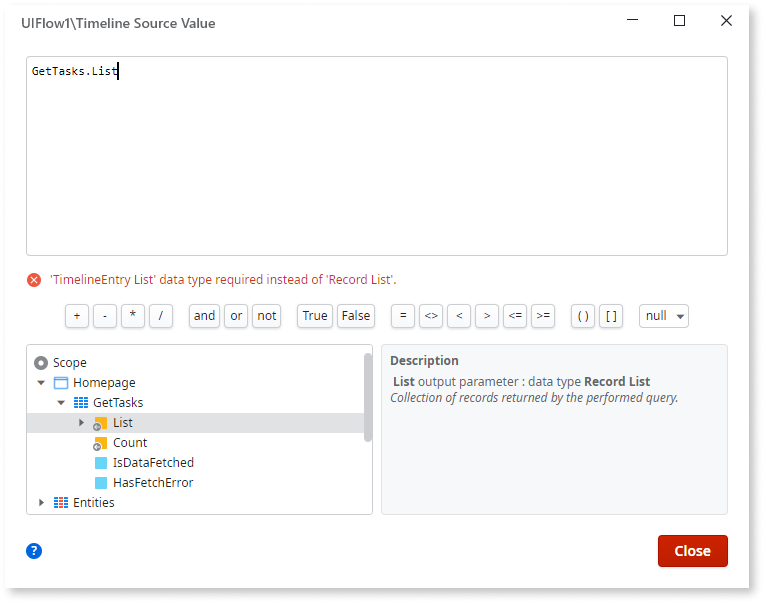 UIFlow1\Timeline Source Value
GetTasks.List
'TimelineEntry List' data type required instead of 'Record List'.
+ - * / and or not True False = <> < > <= >= ( ) [ ] null
Scope
Homepage
GetTasks
List
Count
IsDataFetched
HasFetchError
Entities
Description
List output parameter : data type Record List
Collection of records returned by the performed query.
?
Close